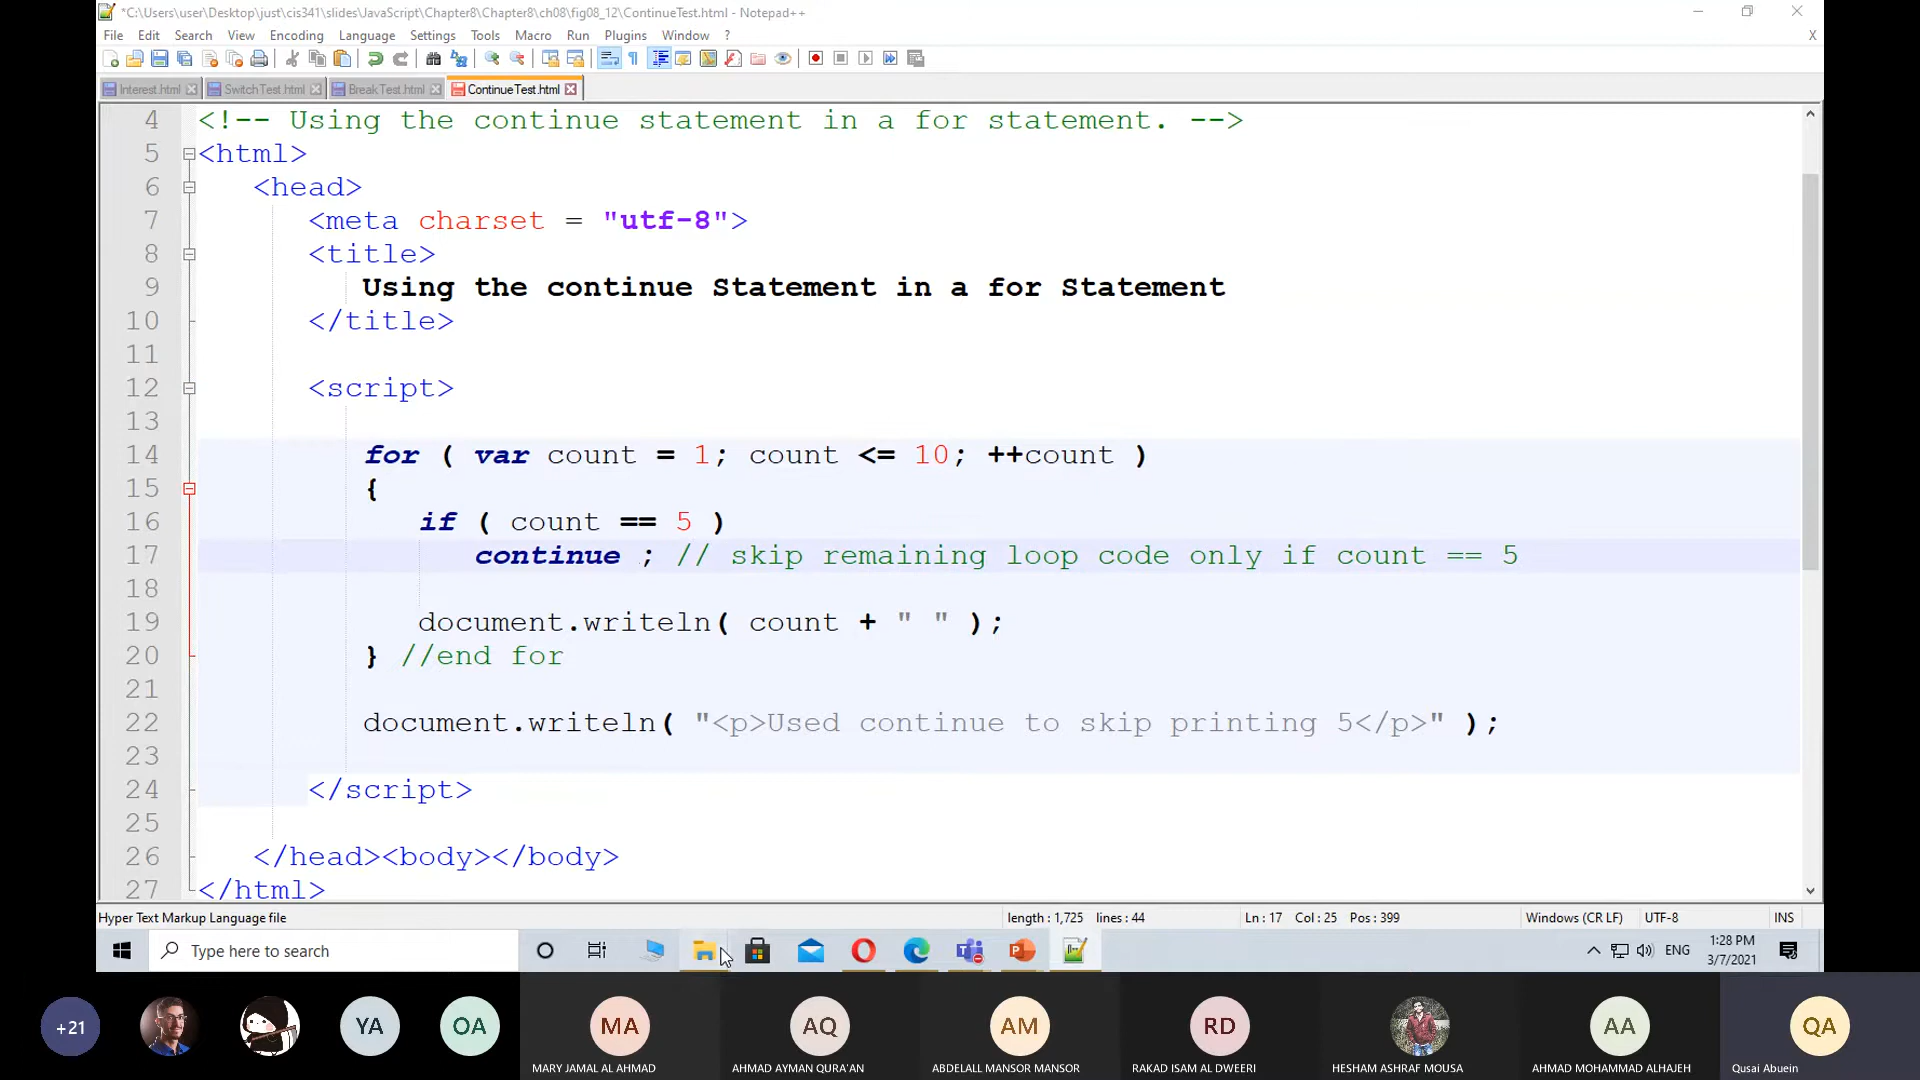 *C:\Users\user\Desktop\just\cis341\slides\JavaScript\Chapter8\Chapter8\ch08\fig08_12\ContinueTest.html - Notepad++
File Edit Search View Encoding Language Settings Tools Macro Run Plugins Window ? X
Interest.html SwitchTest.html BreakTest.html ContinueTest.html
4 <!-- Using the continue statement in a for statement. -->
5 <html>
6 <head>
7 <meta charset = "utf-8">
8 <title>
9 Using the continue Statement in a for Statement
10 </title>
11
12 <script>
13
14 for ( var count = 1; count <= 10; ++count )
15 {
16 if ( count == 5 )
17 continue ; // skip remaining loop code only if count == 5
18
19 document.writeln( count + " " );
20 } //end for
21
22 document.writeln( "<p>Used continue to skip printing 5</p>" );
23
24 </script>
25
26 </head><body></body>
27 </html>
Hyper Text Markup Language file length : 1,725 lines : 44 Ln : 17 Col : 25 Pos : 399 Windows (CR LF) UTF-8 INS
Type here to search ENG 1:28 PM
3/7/2021
+21 YA OA MA AQ AM RD AA QA
MARY JAMAL AL AHMAD AHMAD AYMAN QURA'AN ABDELALL MANSOR MANSOR RAKAD ISAM AL DWEERI HESHAM ASHRAF MOUSA AHMAD MOHAMMAD ALHAJEH Qusai Abuein